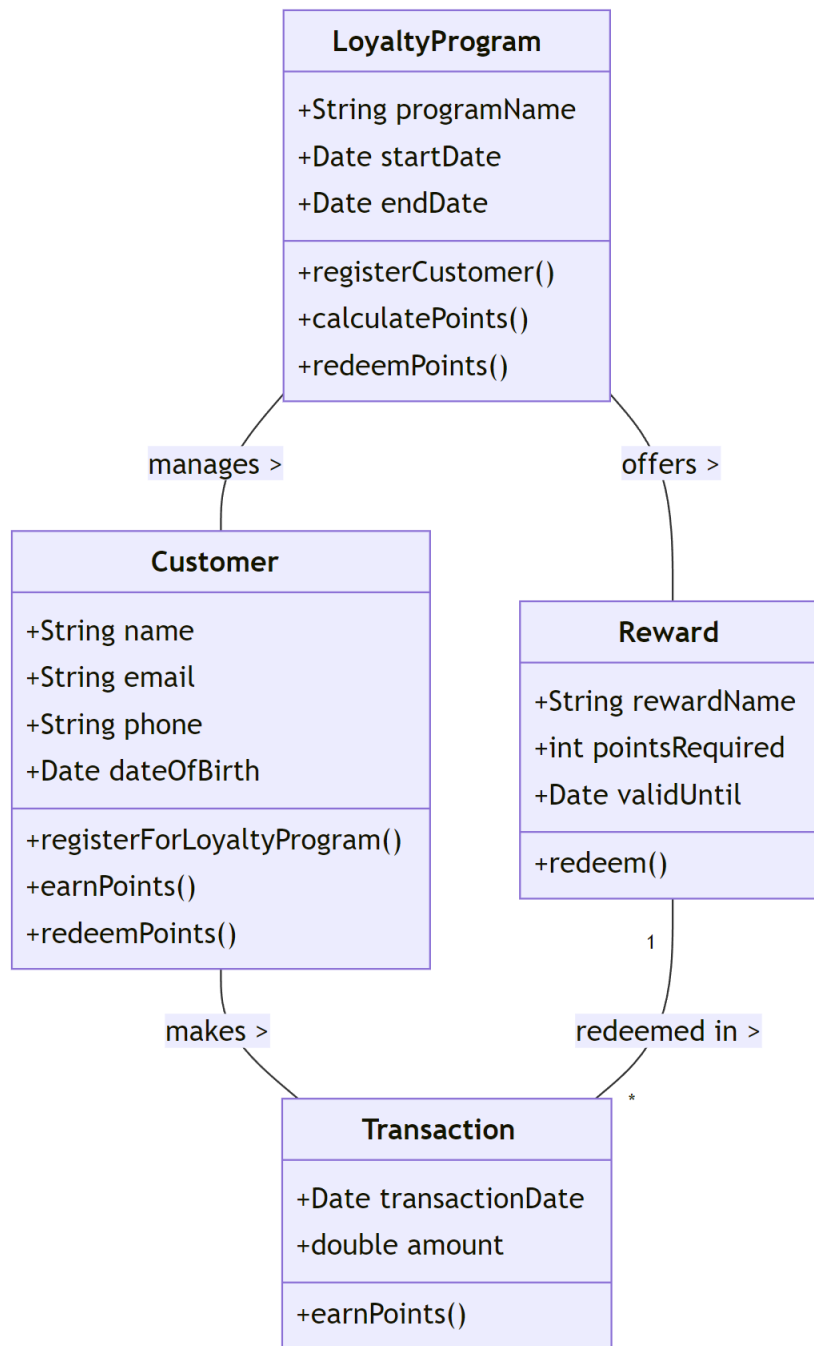 LoyaltyProgram
+String programName
+Date startDate
+Date endDate
+registerCustomer()
+calculatePoints()
+redeemPoints()
manages >
offers >
Customer
+String name
+String email
+String phone
+Date dateOfBirth
+registerForLoyaltyProgram()
+earnPoints()
+redeemPoints()
Reward
+String rewardName
+int pointsRequired
+Date validUntil
+redeem()
1
makes >
redeemed in >
*
Transaction
+Date transactionDate
+double amount
+earnPoints()